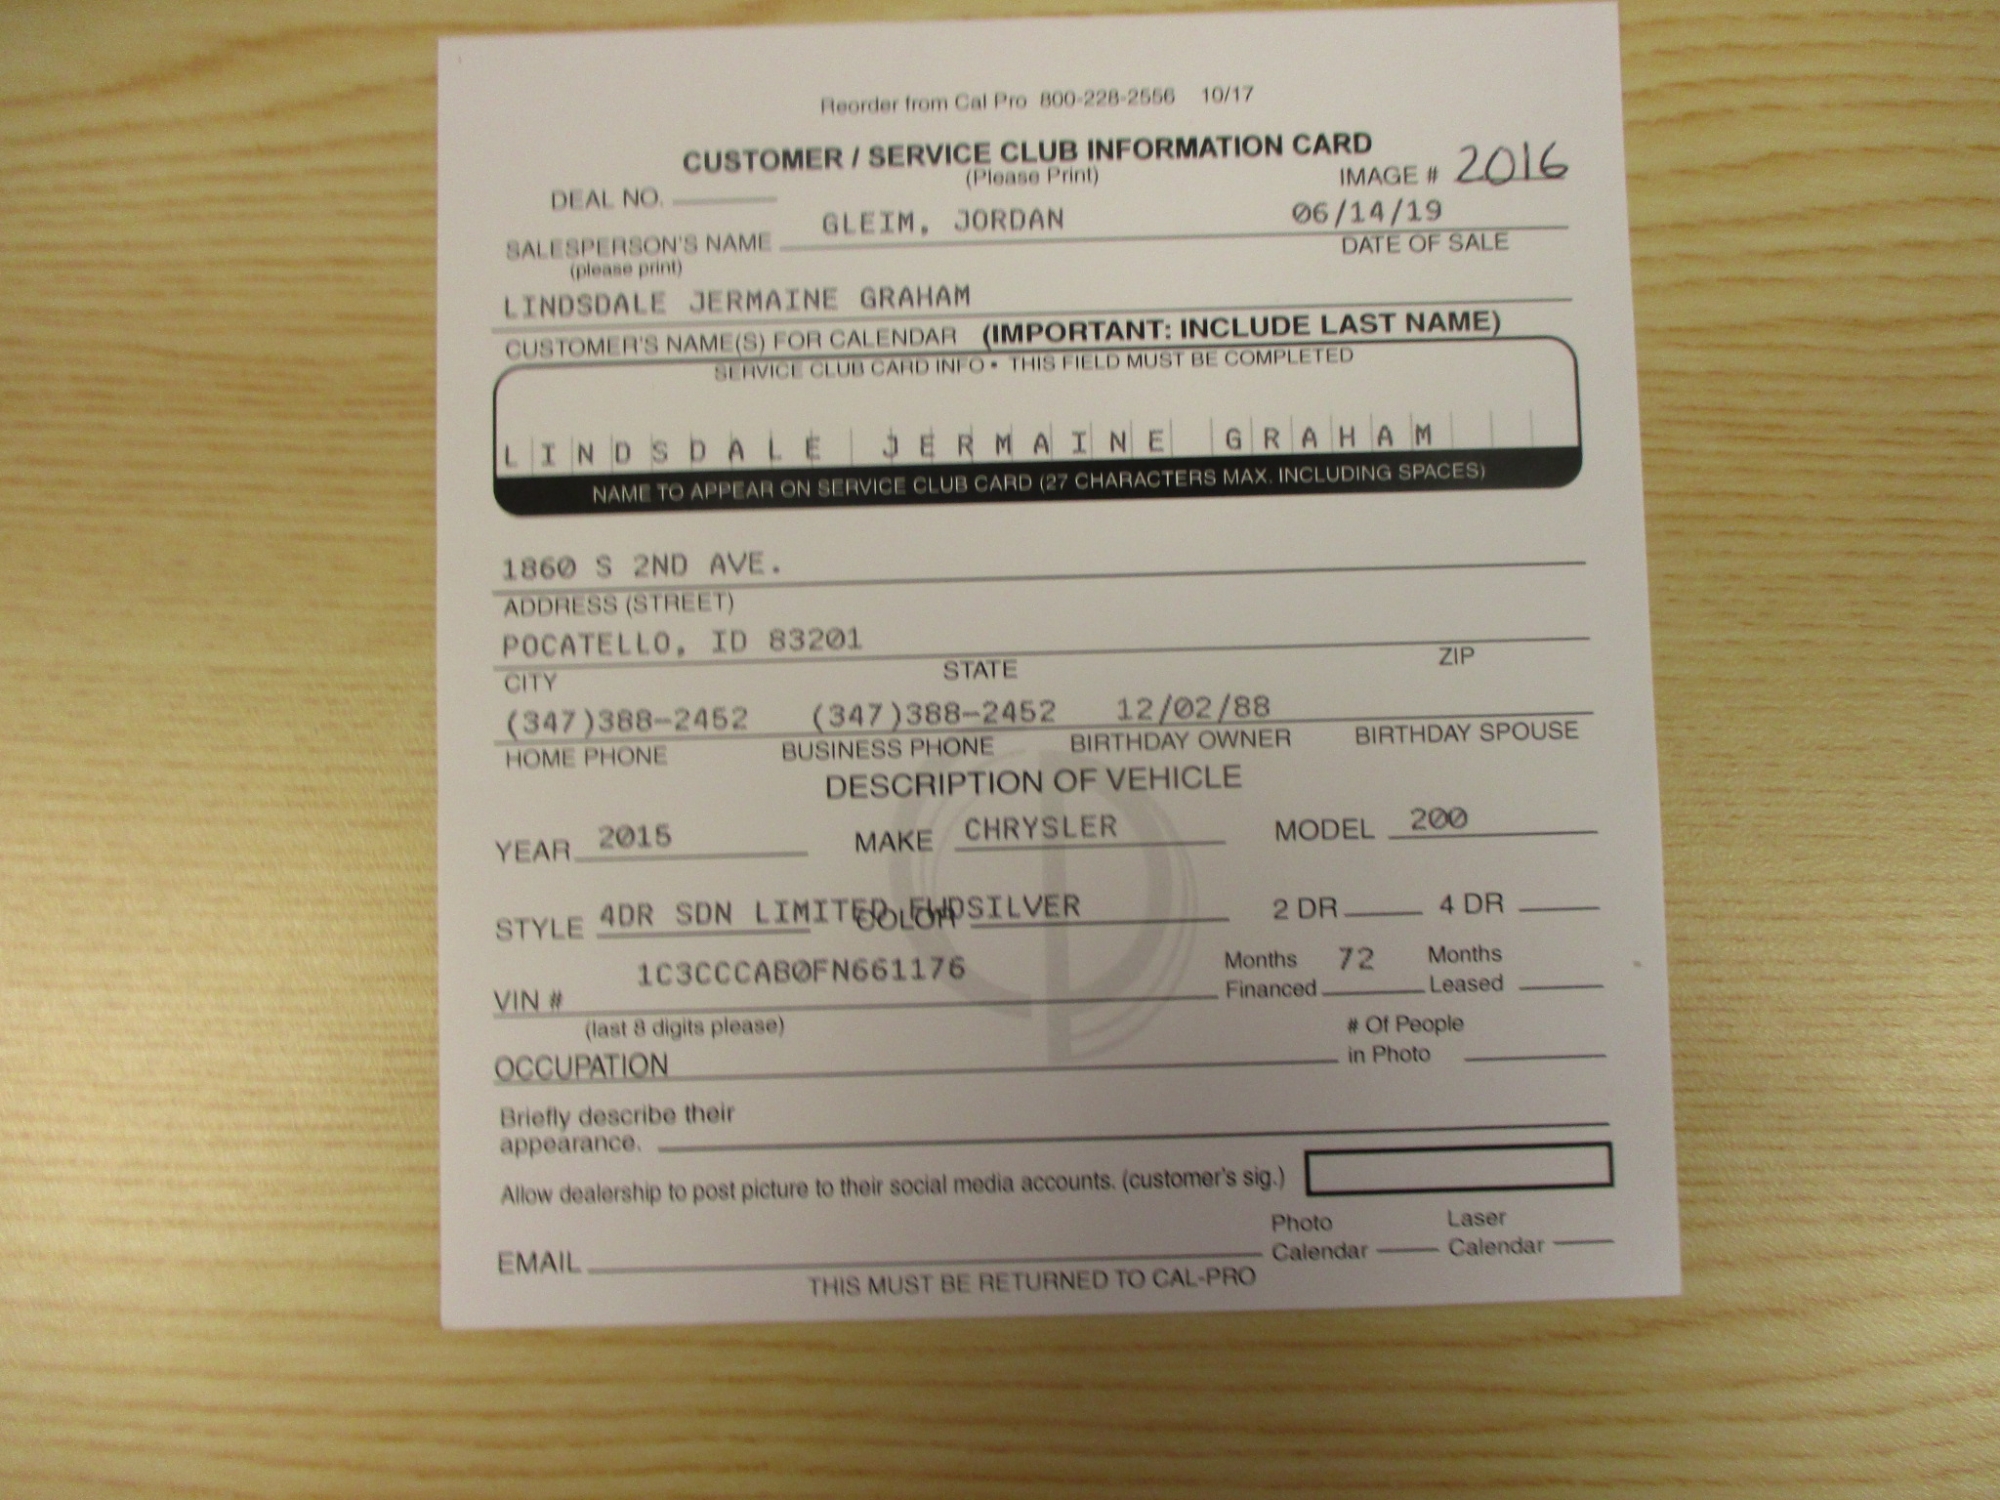 Reorder from Cal Pro 800-228-2556 10/17
CUSTOMER / SERVICE CLUB INFORMATION CARD
(Please Print)
IMAGE # 2016
DEAL NO.
GLEIM, JORDAN 06/14/19
SALESPERSON'S NAME DATE OF SALE
(please print)
LINDSDALE JERMAINE GRAHAM
CUSTOMER'S NAME(S) FOR CALENDAR (IMPORTANT: INCLUDE LAST NAME)
SERVICE CLUB CARD INFO • THIS FIELD MUST BE COMPLETED
LINDSDALE JERMAINE GRAHAM
NAME TO APPEAR ON SERVICE CLUB CARD (27 CHARACTERS MAX. INCLUDING SPACES)
1860 S 2ND AVE.
ADDRESS (STREET)
POCATELLO, ID 83201
CITY STATE ZIP
(347)388-2452 (347)388-2452 12/02/88
HOME PHONE BUSINESS PHONE BIRTHDAY OWNER BIRTHDAY SPOUSE
DESCRIPTION OF VEHICLE
YEAR 2015 MAKE CHRYSLER MODEL 200
STYLE 4DR SDN LIMITED FWD COLOR SILVER 2 DR 4 DR
1C3CCCAB0FN661176 Months 72 Months
VIN # Financed Leased
(last 8 digits please) # Of People
OCCUPATION in Photo
Briefly describe their
appearance.
Allow dealership to post picture to their social media accounts. (customer's sig.)
Photo Laser
EMAIL Calendar Calendar
THIS MUST BE RETURNED TO CAL-PRO